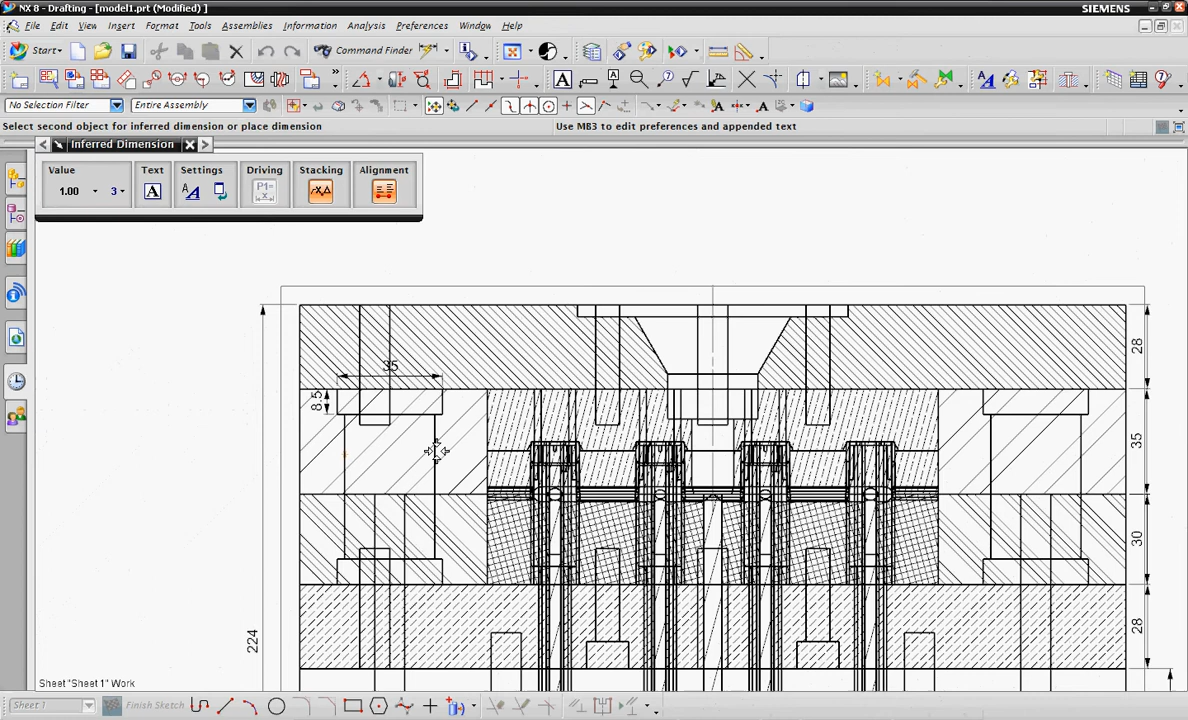 NX 8 - Drafting - [model1.prt (Modified) ]
SIEMENS
File Edit View Insert Format Tools Assemblies Information Analysis Preferences Window Help
Start Command Finder
No Selection Filter Entire Assembly
Select second object for inferred dimension or place dimension
Use MB3 to edit preferences and appended text
Inferred Dimension
Value Text Settings Driving Stacking Alignment
1.00 3 A P1= x
28
35
8.5
35
30
224
28
Sheet "Sheet 1" Work
Sheet 1 Finish Sketch